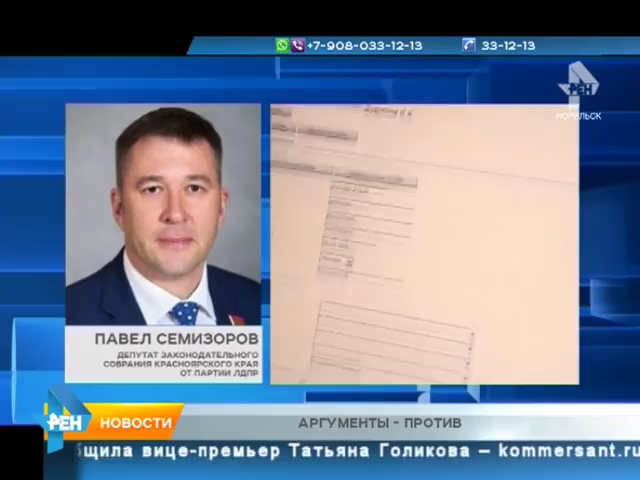 +7-908-033-12-13
33-12-13
РЕН
НОРИЛЬСК
ПАВЕЛ СЕМИЗОРОВ
ДЕПУТАТ ЗАКОНОДАТЕЛЬНОГО
СОБРАНИЯ КРАСНОЯРСКОГО КРАЯ
ОТ ПАРТИИ ЛДПР
РЕН
НОВОСТИ
АРГУМЕНТЫ - ПРОТИВ
вице-премьер Татьяна Голикова – kommersant.ru